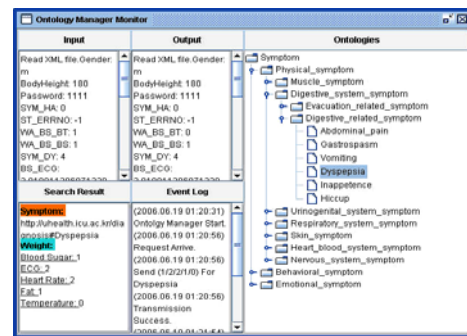 Ontology Manager Monitor
Input
Read XML file.Gender:
m
BodyHeight: 180
Password: 1111
SYM_HA: 0
ST_ERRNO: -1
WA_BS_BT: 1
WA_BS_BS: 1
SYM_DY: 4
BS_ECO:
Output
Read XML file.Gender:
m
BodyHeight: 180
Password: 1111
SYM_HA: 0
ST_ERRNO: -1
WA_BS_BT: 0
WA_BS_BS: 1
SYM_DY: 4
BS_ECO:
Ontologies
Symptom
Physical_symptom
Muscle_symptom
Digestive_system_symptom
Evacuation_related_symptom
Digestive_related_symptom
Abdominal_pain
Gastrospasm
Vomiting
Dyspepsia
Inappetence
Hiccup
Urinogenital_system_symptom
Respiratory_system_symptom
Skin_symptom
Heart_blood_system_symptom
Nervous_system_symptom
Behavioral_symptom
Emotional_symptom
Search Result
Symptom:
http://uhealth.icu.ac.kr/dia
gnosis#Dyspepsia
Weight:
Blood Sugar: 1
ECG: 2
Heart Rate: 2
Fat: 1
Temperature: 0
Event Log
(2006.06.19 01:20:31)
Ontolgy Manager Start.
(2006.06.19 01:20:56)
Request Arrive.
(2006.06.19 01:20:56)
Send (1/2/2/1/0) For
Dyspepsia
(2006.06.19 01:20:56)
Transmission
Success.